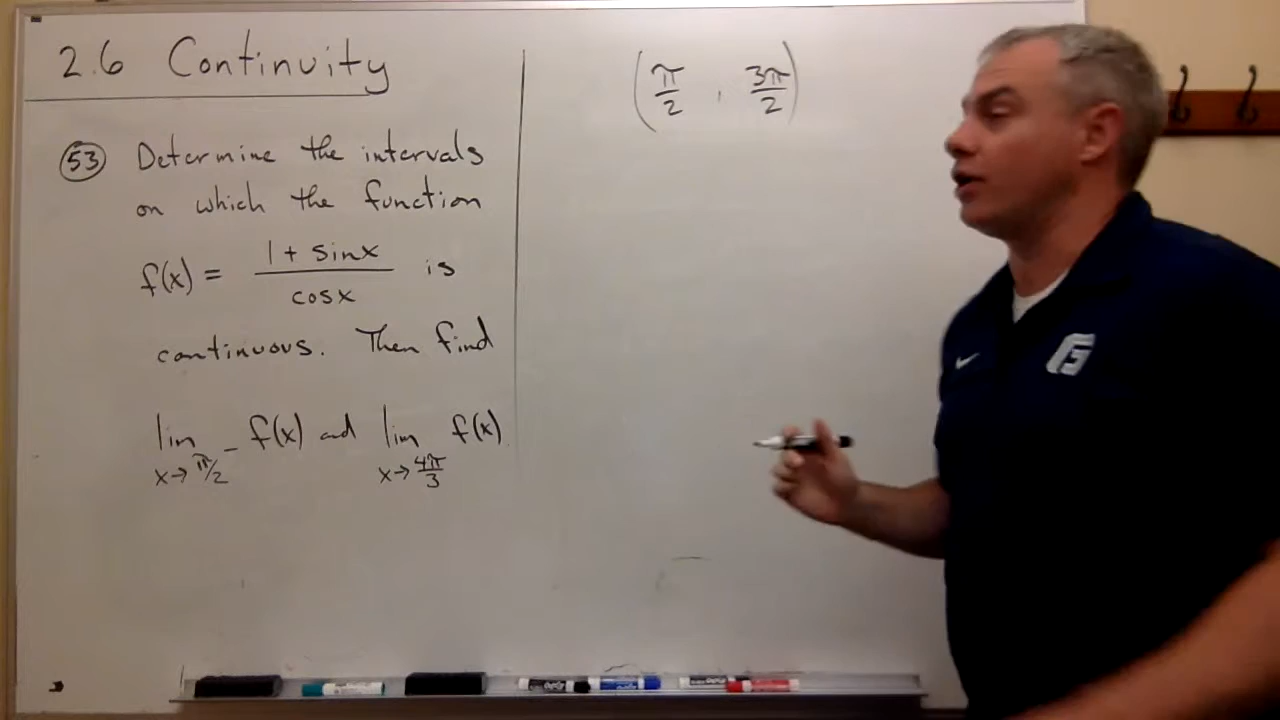 2.6 Continuity
53 Determine the intervals
on which the function
f(x) = (1 + sinx)/(cosx) is
continuous. Then find
lim x→π/2⁻ f(x) and lim x→4π/3 f(x)
(π/2, 3π/2)
G